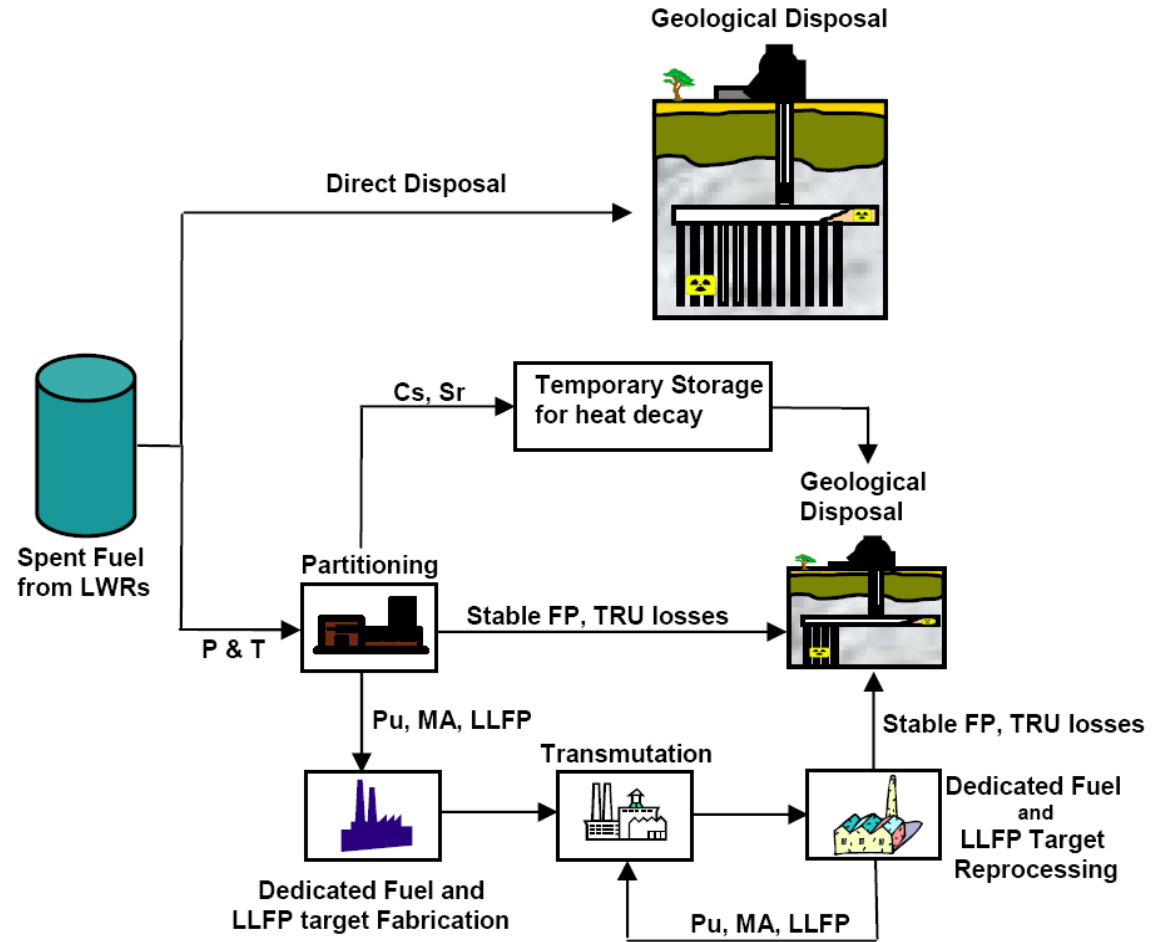 Geological Disposal
Direct Disposal
Cs, Sr
Temporary Storage
for heat decay
Geological
Disposal
Spent Fuel
from LWRs
Partitioning
P & T
Stable FP, TRU losses
Pu, MA, LLFP
Transmutation
Stable FP, TRU losses
Dedicated Fuel
and
LLFP Target
Reprocessing
Dedicated Fuel and
LLFP target Fabrication
Pu, MA, LLFP